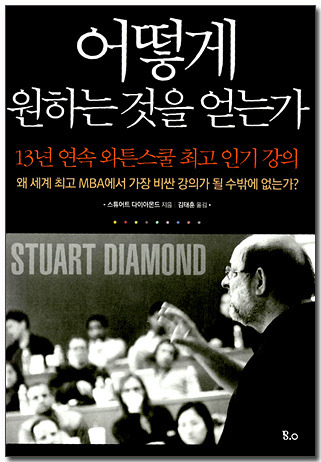 어떻게
원하는 것을 얻는가
13년 연속 와튼스쿨 최고 인기 강의
왜 세계 최고 MBA에서 가장 비싼 강의가 될 수밖에 없는가?
• 스튜어트 다이아몬드 지음 · 김태훈 옮김 •
STUART DIAMOND
8.0